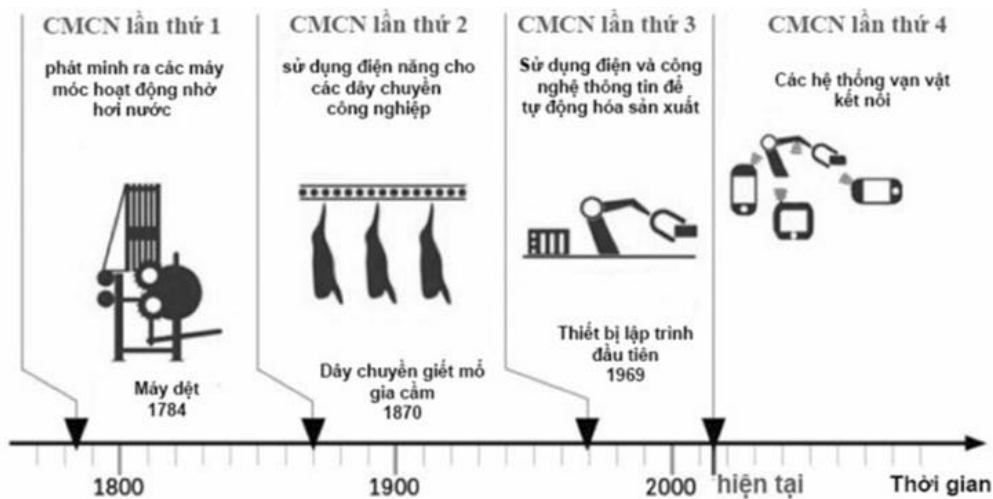 CMCN lần thứ 1
phát minh ra các máy
móc hoạt động nhờ
hơi nước
Máy dệt
1784
CMCN lần thứ 2
sử dụng điện năng cho
các dây chuyền
công nghiệp
Dây chuyền giết mổ
gia cầm
1870
CMCN lần thứ 3
Sử dụng điện và công
nghệ thông tin để
tự động hóa sản xuất
Thiết bị lập trình
đầu tiên
1969
CMCN lần thứ 4
Các hệ thống vạn vật
kết nối
1800
1900
2000
hiện tại
Thời gian